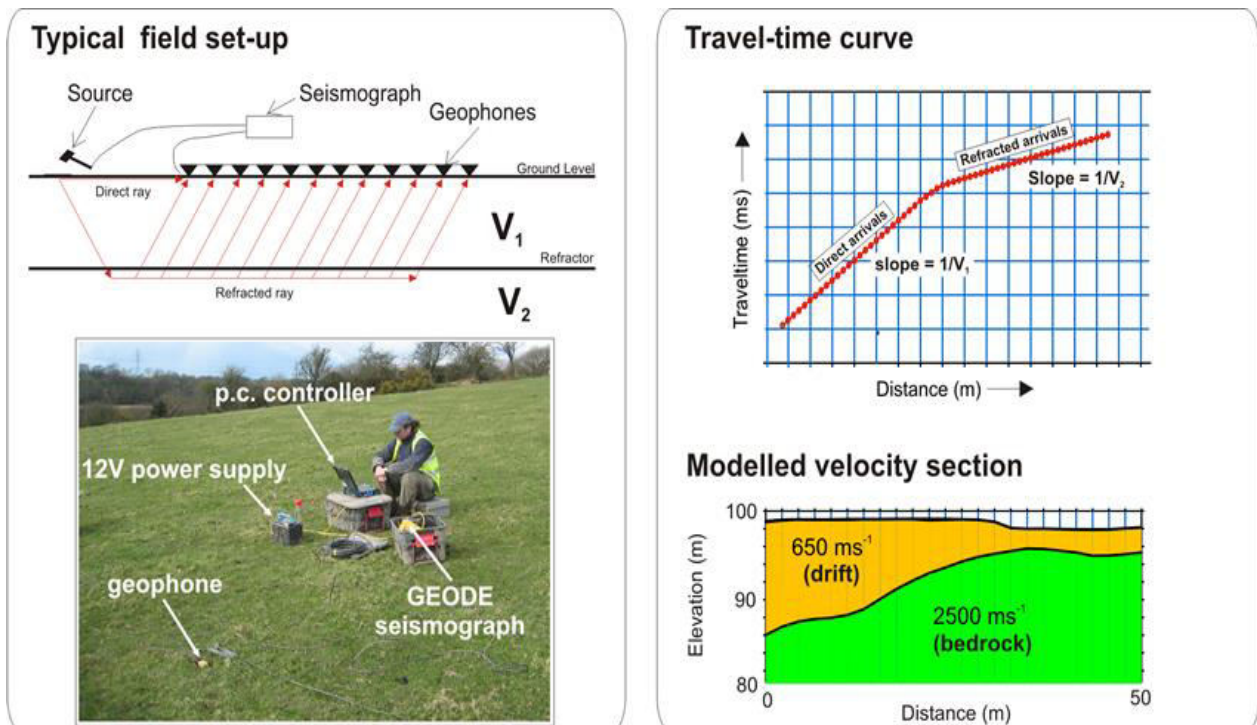 Typical field set-up
Source
Seismograph
Geophones
Ground Level
Direct ray
V₁
Refractor
Refracted ray
V₂
p.c. controller
12V power supply
geophone
GEODE
seismograph
Travel-time curve
Traveltime (ms)
Refracted arrivals
Slope = 1/V₂
Direct arrivals
slope = 1/V₁
Distance (m)
Modelled velocity section
Elevation (m)
100
90
80
650 ms⁻¹
(drift)
2500 ms⁻¹
(bedrock)
0
50
Distance (m)